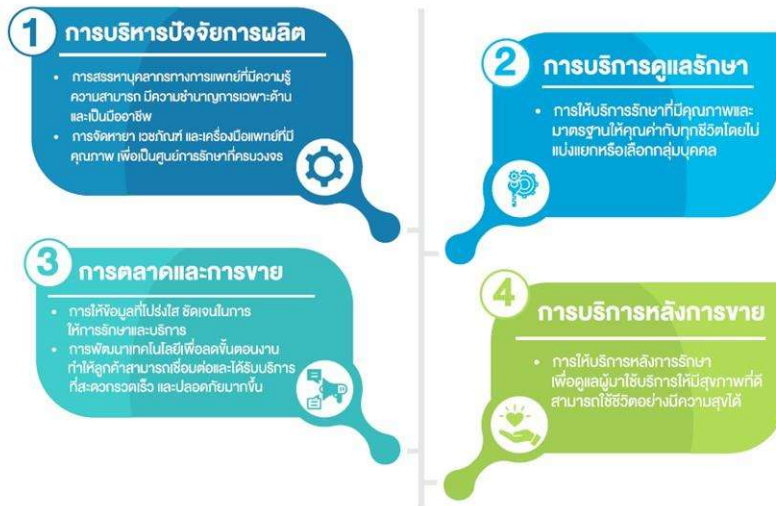 1 การบริหารปัจจัยการผลิต
• การสรรหาบุคลากรทางการแพทย์ที่มีความรู้
ความสามารถ มีความชำนาญการเฉพาะด้าน
และเป็นมืออาชีพ
• การจัดหายา เวชภัณฑ์ และเครื่องมือแพทย์ที่มี
คุณภาพ เพื่อเป็นศูนย์การรักษาที่ครบวงจร
2 การบริการดูแลรักษา
• การให้บริการรักษาที่มีคุณภาพและ
มาตรฐานให้คุณค่ากับทุกชีวิตโดยไม่
แบ่งแยกหรือเลือกกลุ่มบุคคล
3 การตลาดและการขาย
• การให้ข้อมูลที่โปร่งใส ชัดเจนในการ
ให้การรักษาและบริการ
• การพัฒนาเทคโนโลยีเพื่อลดขั้นตอนงาน
ทำให้ลูกค้าสามารถเชื่อมต่อและได้รับบริการ
ที่สะดวกรวดเร็ว และปลอดภัยมากขึ้น
4 การบริการหลังการขาย
• การให้บริการหลังการรักษา
เพื่อดูแลผู้มาใช้บริการให้มีสุขภาพที่ดี
สามารถใช้ชีวิตอย่างมีความสุขได้